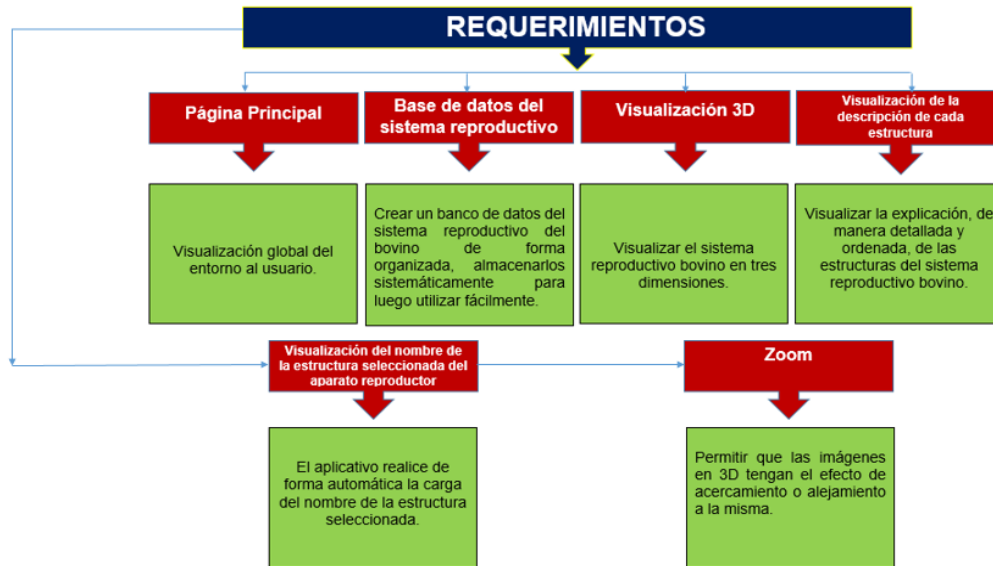 REQUERIMIENTOS
Página Principal
Visualización global del
entorno al usuario.
Base de datos del
sistema reproductivo
Crear un banco de datos del
sistema reproductivo del
bovino de forma
organizada, almacenarlos
sistemáticamente para
luego utilizar fácilmente.
Visualización 3D
Visualizar el sistema
reproductivo bovino en tres
dimensiones.
Visualización de la
descripción de cada
estructura
Visualizar la explicación, de
manera detallada y
ordenada, de las
estructuras del sistema
reproductivo bovino.
Visualización del nombre de
la estructura seleccionada del
aparato reproductor
El aplicativo realice de
forma automática la carga
del nombre de la estructura
seleccionada.
Zoom
Permitir que las imágenes
en 3D tengan el efecto de
acercamiento o alejamiento
a la misma.